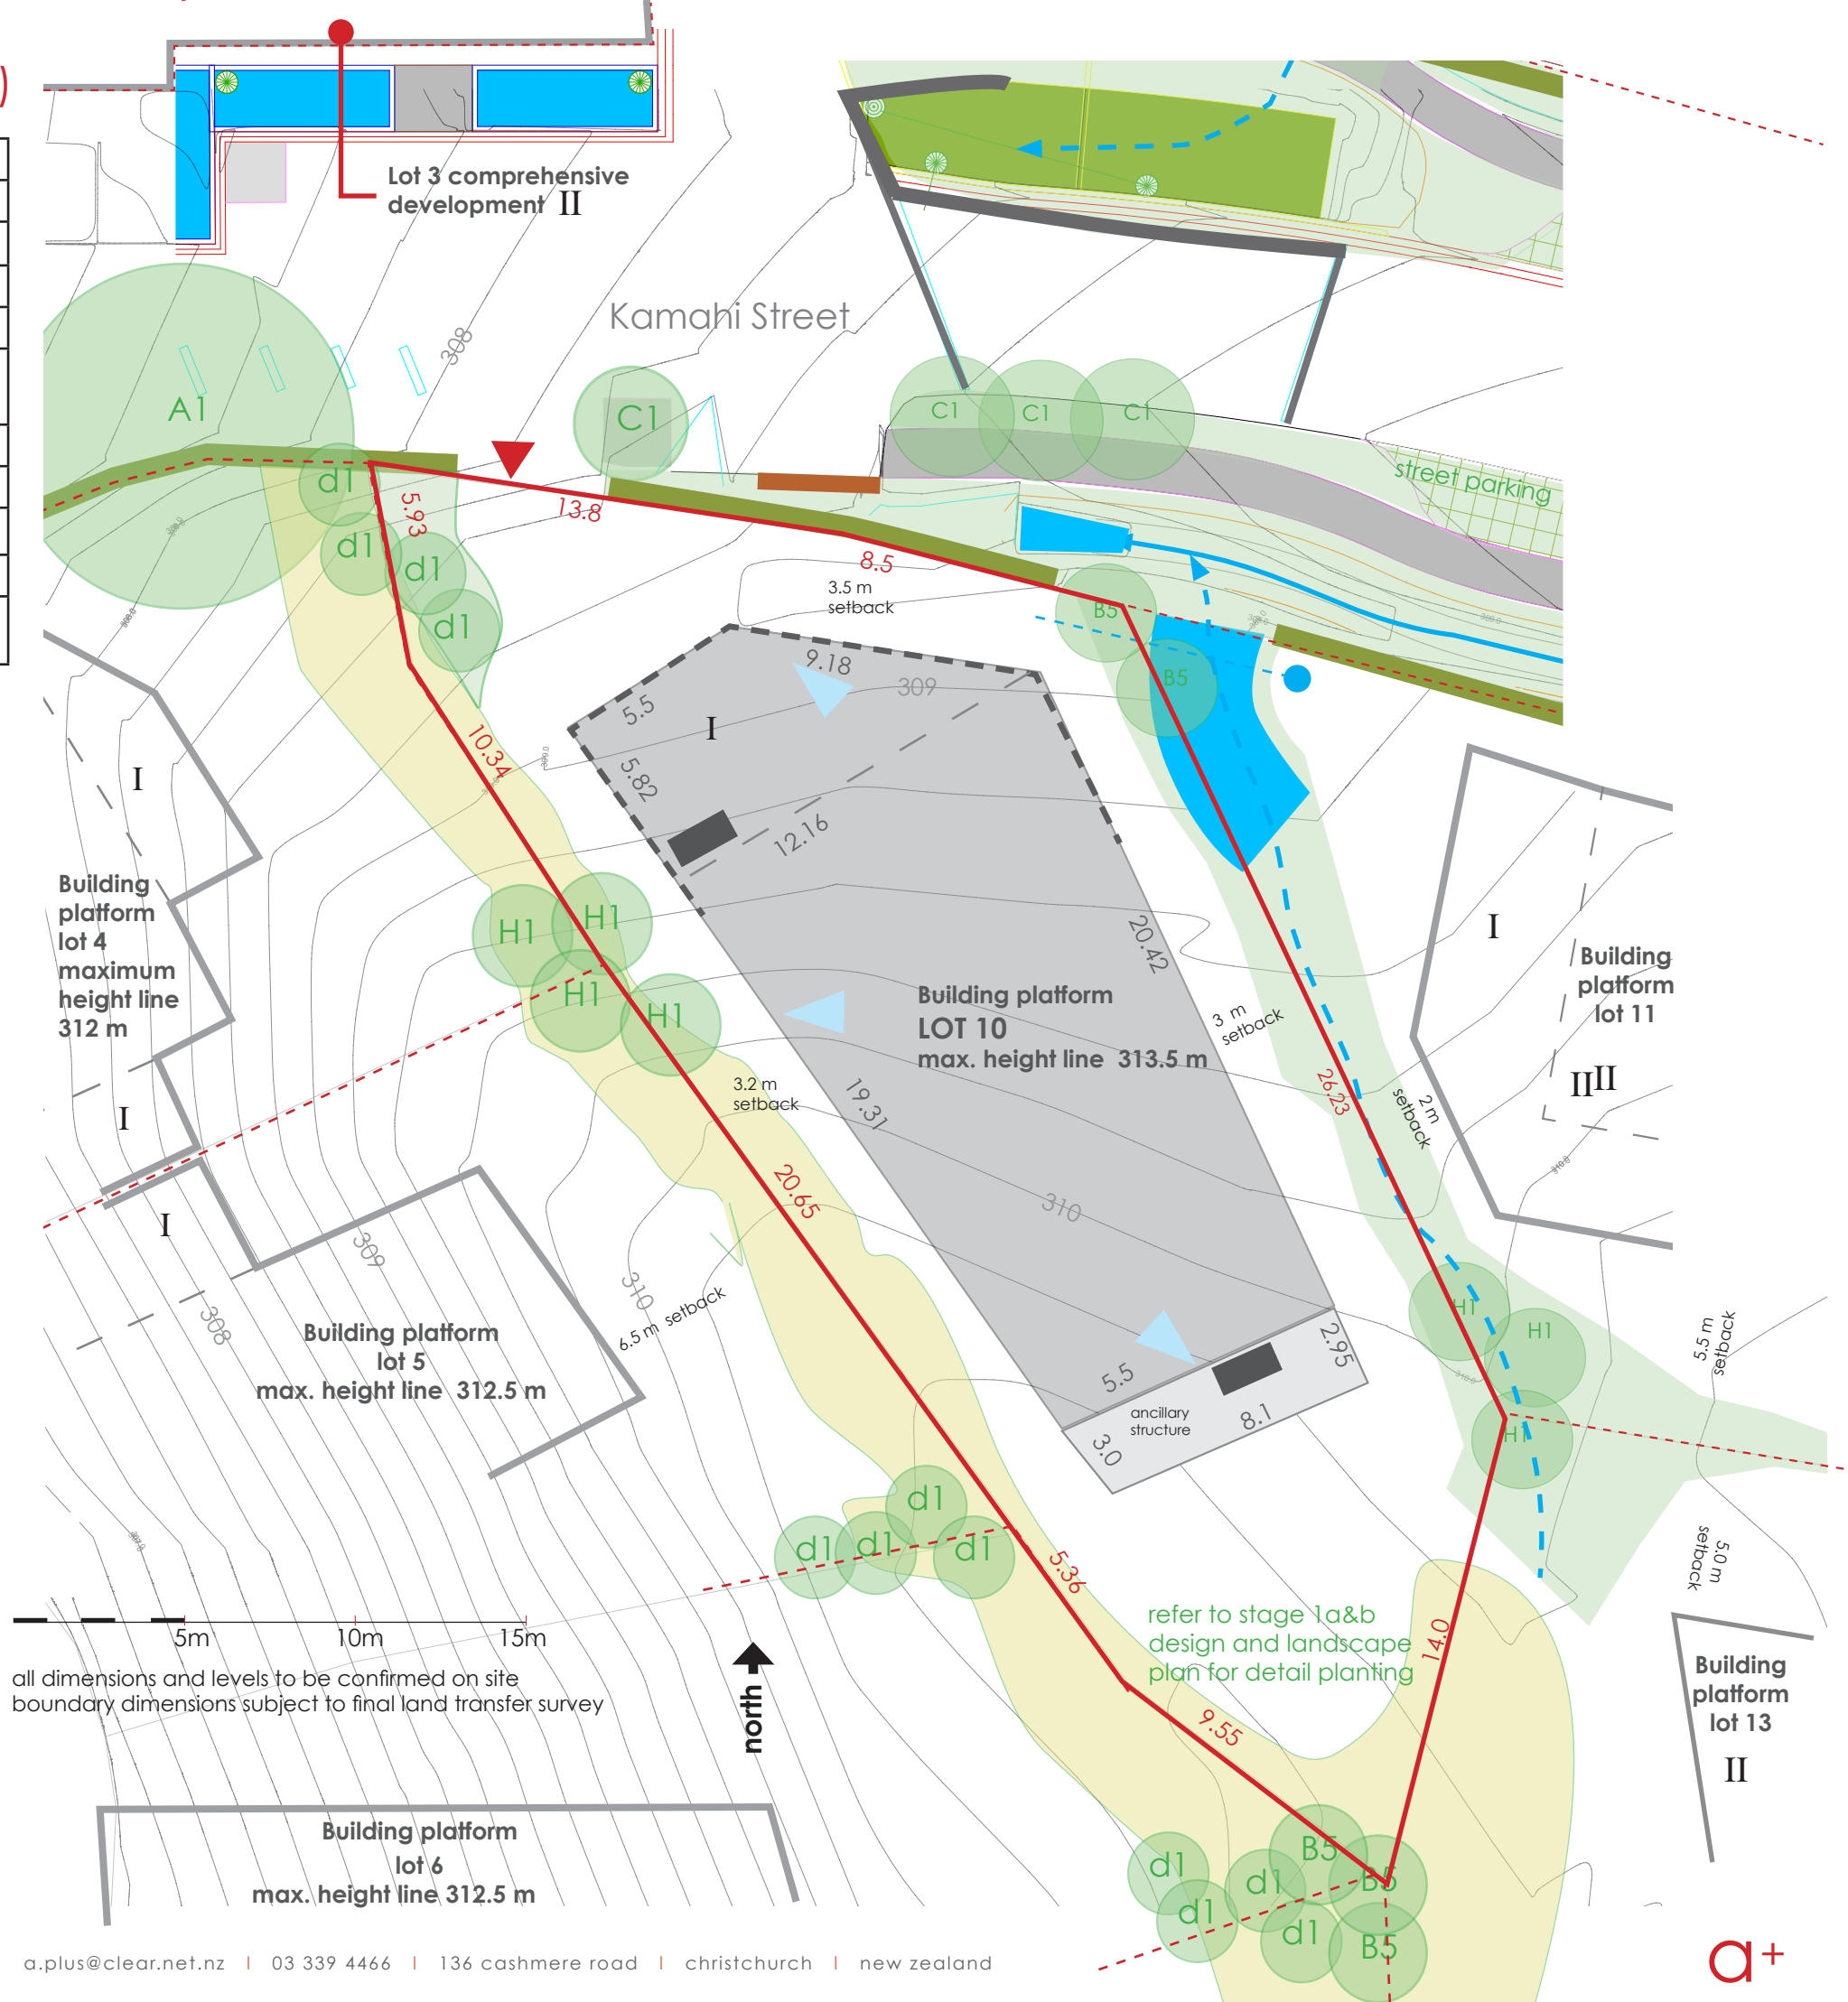 )
Lot 3 comprehensive
development II
Kamahi Street
308
A1
C1
C1
C1
C1
street parking
d1
d1
d1
d1
5.93
13.8
8.5
3.5 m
setback
B5
B5
9.18
309
5.5
I
5.82
12.16
10.34
309.0
I
Building
platform
lot 4
maximum
height line
312 m
I
H1
H1
H1
H1
20.42
Building platform
LOT 10
max. height line 313.5 m
3 m
setback
26.23
2 m
setback
I
Building
platform
lot 11
II
II
310.0
3.2 m
setback
19.31
20.65
310
I
309
308
310
6.5 m setback
Building platform
lot 5
max. height line 312.5 m
5.5
2.95
ancillary
structure
3.0
8.1
H1
H1
H1
5.5 m
setback
5.0 m
setback
d1
d1
d1
d1
5.36
refer to stage 1a&b
design and landscape
plan for detail planting
14.0
9.55
Building
platform
lot 13
II
5m
10m
15m
all dimensions and levels to be confirmed on site
boundary dimensions subject to final land transfer survey
north
Building platform
lot 6
max. height line 312.5 m
d1
d1
d1
d1
B5
B5
B5
a.plus@clear.net.nz | 03 339 4466 | 136 cashmere road | christchurch | new zealand
a+